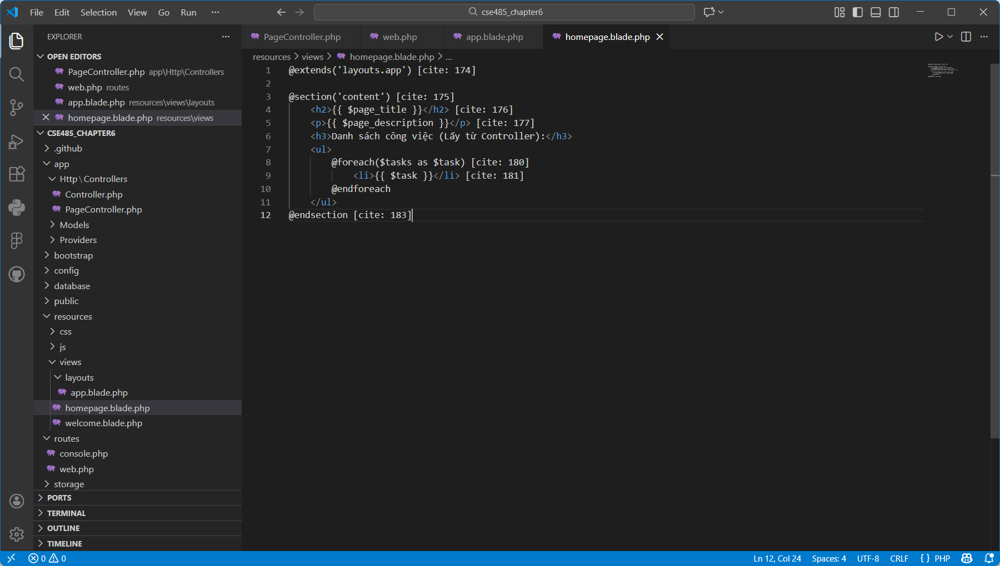 File Edit Selection View Go Run ... cse485_chapter6
EXPLORER ...
OPEN EDITORS
PageController.php app\Http\Controllers
web.php routes
app.blade.php resources\views\layouts
homepage.blade.php resources\views
CSE485_CHAPTER6
.github
app
Http\Controllers
Controller.php
PageController.php
Models
Providers
bootstrap
config
database
public
resources
css
js
views
layouts
app.blade.php
homepage.blade.php
welcome.blade.php
routes
console.php
web.php
storage
PORTS
TERMINAL
OUTLINE
TIMELINE
PageController.php web.php app.blade.php homepage.blade.php
resources > views > homepage.blade.php > ...
1 @extends('layouts.app') [cite: 174]
2
3 @section('content') [cite: 175]
4 <h2>{{ $page_title }}</h2> [cite: 176]
5 <p>{{ $page_description }}</p> [cite: 177]
6 <h3>Danh sách công việc (Lấy từ Controller):</h3>
7 <ul>
8 @foreach($tasks as $task) [cite: 180]
9 <li>{{ $task }}</li> [cite: 181]
10 @endforeach
11 </ul>
12 @endsection [cite: 183]
0 0 Ln 12, Col 24 Spaces: 4 UTF-8 CRLF { } PHP